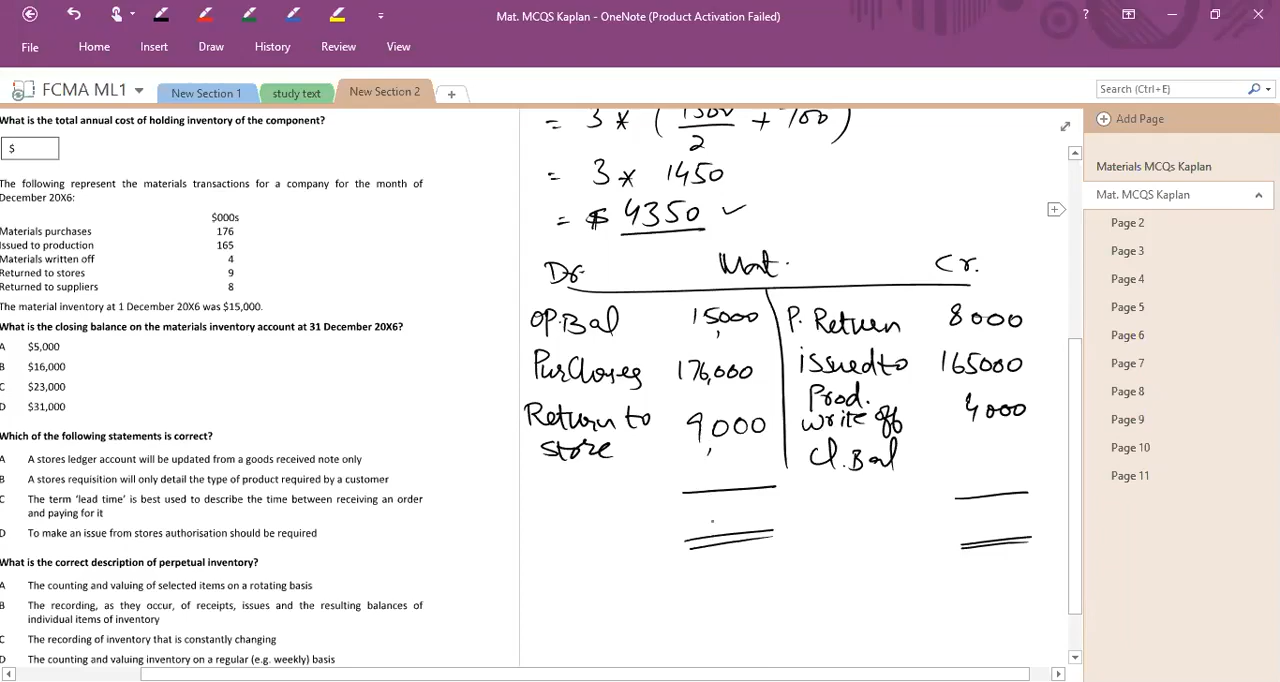 Mat. MCQS Kaplan - OneNote (Product Activation Failed)
?
File Home Insert Draw History Review View
FCMA ML1 New Section 1 study text New Section 2 +
Search (Ctrl+E)
What is the total annual cost of holding inventory of the component?
$
The following represent the materials transactions for a company for the month of
December 20X6:
$000s
Materials purchases 176
Issued to production 165
Materials written off 4
Returned to stores 9
Returned to suppliers 8
The material inventory at 1 December 20X6 was $15,000.
What is the closing balance on the materials inventory account at 31 December 20X6?
A $5,000
B $16,000
C $23,000
D $31,000
Which of the following statements is correct?
A A stores ledger account will be updated from a goods received note only
B A stores requisition will only detail the type of product required by a customer
C The term ‘lead time’ is best used to describe the time between receiving an order
and paying for it
D To make an issue from stores authorisation should be required
What is the correct description of perpetual inventory?
A The counting and valuing of selected items on a rotating basis
B The recording, as they occur, of receipts, issues and the resulting balances of
individual items of inventory
C The recording of inventory that is constantly changing
D The counting and valuing inventory on a regular (e.g. weekly) basis
= 3 * ( 1500 / 2 + 700 )
= 3 * 1450
= $ 4350 ✓
Dr Mat. Cr.
OP.Bal 15,000 P. Return 8000
Purchases 176,000 issued to 165000
Prod.
Return to 9,000 write off 4000
store Cl. Bal
Add Page
Materials MCQs Kaplan
Mat. MCQS Kaplan
Page 2
Page 3
Page 4
Page 5
Page 6
Page 7
Page 8
Page 9
Page 10
Page 11